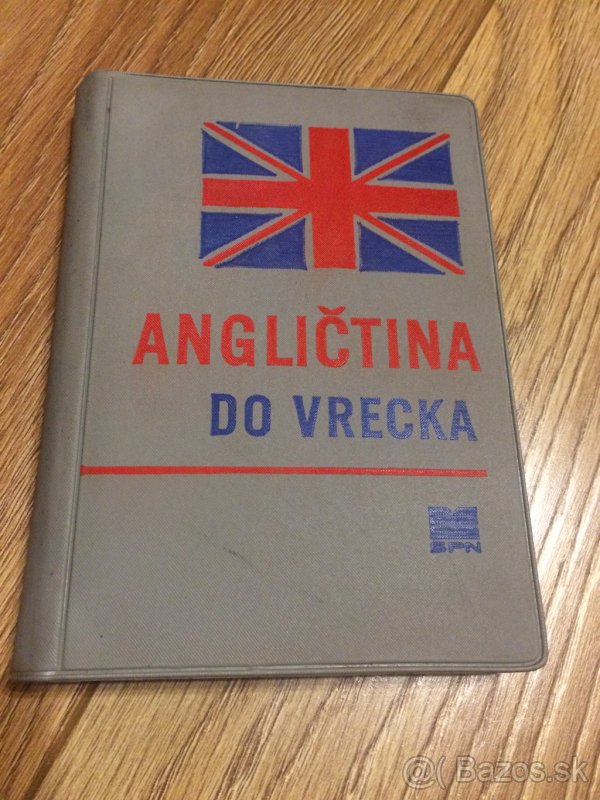 ANGLIČTINA
DO VRECKA
SPN
@( Bazos.sk